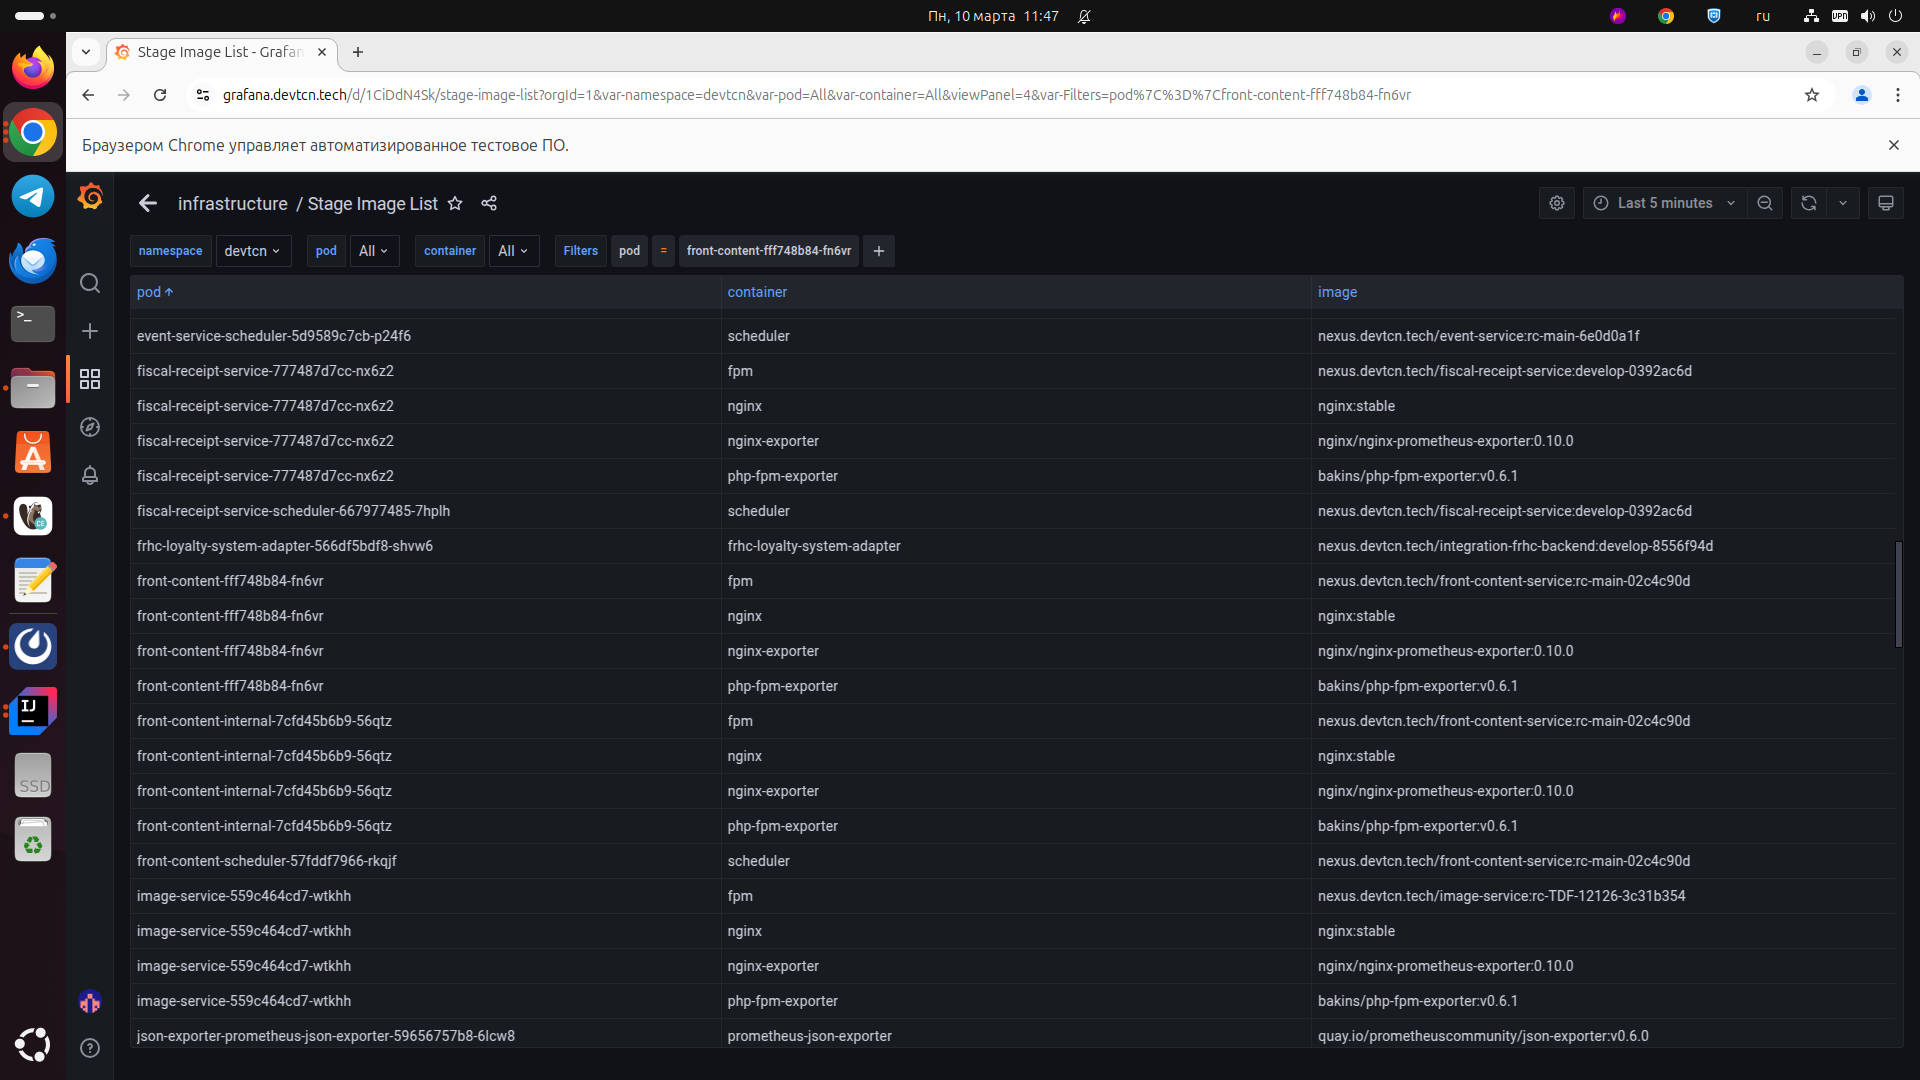 Пн, 10 марта 11:47
ru
VPN
Stage Image List - Grafan
grafana.devtcn.tech/d/1CiDdN4Sk/stage-image-list?orgId=1&var-namespace=devtcn&var-pod=All&var-container=All&viewPanel=4&var-Filters=pod%7C%3D%7Cfront-content-fff748b84-fn6vr
Браузером Chrome управляет автоматизированное тестовое ПО.
infrastructure / Stage Image List
Last 5 minutes
namespace devtcn pod All container All Filters pod = front-content-fff748b84-fn6vr +
pod container image
event-service-scheduler-5d9589c7cb-p24f6 scheduler nexus.devtcn.tech/event-service:rc-main-6e0d0a1f
fiscal-receipt-service-777487d7cc-nx6z2 fpm nexus.devtcn.tech/fiscal-receipt-service:develop-0392ac6d
fiscal-receipt-service-777487d7cc-nx6z2 nginx nginx:stable
fiscal-receipt-service-777487d7cc-nx6z2 nginx-exporter nginx/nginx-prometheus-exporter:0.10.0
fiscal-receipt-service-777487d7cc-nx6z2 php-fpm-exporter bakins/php-fpm-exporter:v0.6.1
fiscal-receipt-service-scheduler-667977485-7hplh scheduler nexus.devtcn.tech/fiscal-receipt-service:develop-0392ac6d
frhc-loyalty-system-adapter-566df5bdf8-shvw6 frhc-loyalty-system-adapter nexus.devtcn.tech/integration-frhc-backend:develop-8556f94d
front-content-fff748b84-fn6vr fpm nexus.devtcn.tech/front-content-service:rc-main-02c4c90d
front-content-fff748b84-fn6vr nginx nginx:stable
front-content-fff748b84-fn6vr nginx-exporter nginx/nginx-prometheus-exporter:0.10.0
front-content-fff748b84-fn6vr php-fpm-exporter bakins/php-fpm-exporter:v0.6.1
front-content-internal-7cfd45b6b9-56qtz fpm nexus.devtcn.tech/front-content-service:rc-main-02c4c90d
front-content-internal-7cfd45b6b9-56qtz nginx nginx:stable
front-content-internal-7cfd45b6b9-56qtz nginx-exporter nginx/nginx-prometheus-exporter:0.10.0
front-content-internal-7cfd45b6b9-56qtz php-fpm-exporter bakins/php-fpm-exporter:v0.6.1
front-content-scheduler-57fddf7966-rkqjf scheduler nexus.devtcn.tech/front-content-service:rc-main-02c4c90d
image-service-559c464cd7-wtkhh fpm nexus.devtcn.tech/image-service:rc-TDF-12126-3c31b354
image-service-559c464cd7-wtkhh nginx nginx:stable
image-service-559c464cd7-wtkhh nginx-exporter nginx/nginx-prometheus-exporter:0.10.0
image-service-559c464cd7-wtkhh php-fpm-exporter bakins/php-fpm-exporter:v0.6.1
json-exporter-prometheus-json-exporter-59656757b8-6lcw8 prometheus-json-exporter quay.io/prometheuscommunity/json-exporter:v0.6.0
IJ
SSD